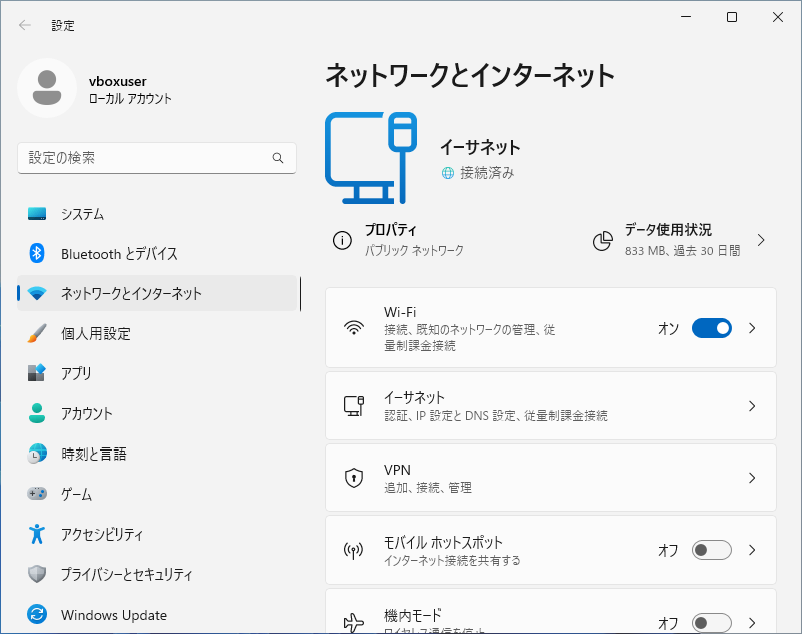 設定
vboxuser
ローカル アカウント
設定の検索
システム
Bluetooth とデバイス
ネットワークとインターネット
個人用設定
アプリ
アカウント
時刻と言語
ゲーム
アクセシビリティ
プライバシーとセキュリティ
Windows Update
ネットワークとインターネット
イーサネット
接続済み
プロパティ
パブリック ネットワーク
データ使用状況
833 MB、過去 30 日間
Wi-Fi
接続、既知のネットワークの管理、従
量制課金接続
オン
イーサネット
認証、IP 設定と DNS 設定、従量制課金接続
VPN
追加、接続、管理
モバイル ホットスポット
インターネット接続を共有する
オフ
機内モード
ワイヤレス通信を停止
オフ